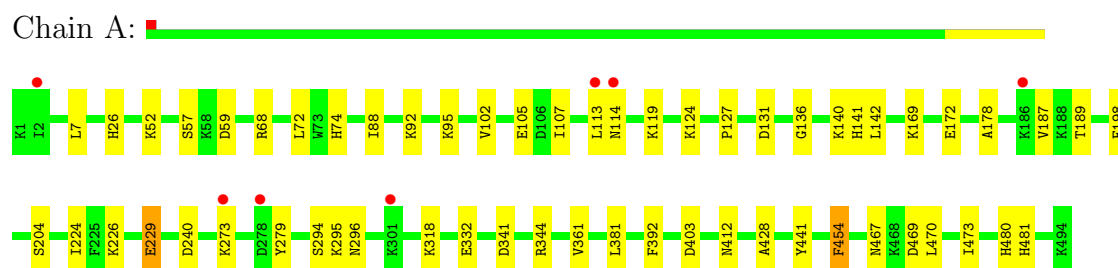 Chain A:
K1 I2 L7 H26 K52 S57 K58 D59 R68 L72 W73 H74 I88 K92 K95 V102 E105 D106 I107 L113 N114 K119 K124 P127 D131 G136 K140 H141 L142 K169 E172 A178 K186 V187 K188 T189
S204 I224 F225 K226 E229 D240 K273 D278 Y279 S294 K295 N296 K301 K318 E332 D341 R344 V361 L381 F392 D403 N412 A428 Y441 F454 N467 K468 D469 L470 I473 H480 H481 K494